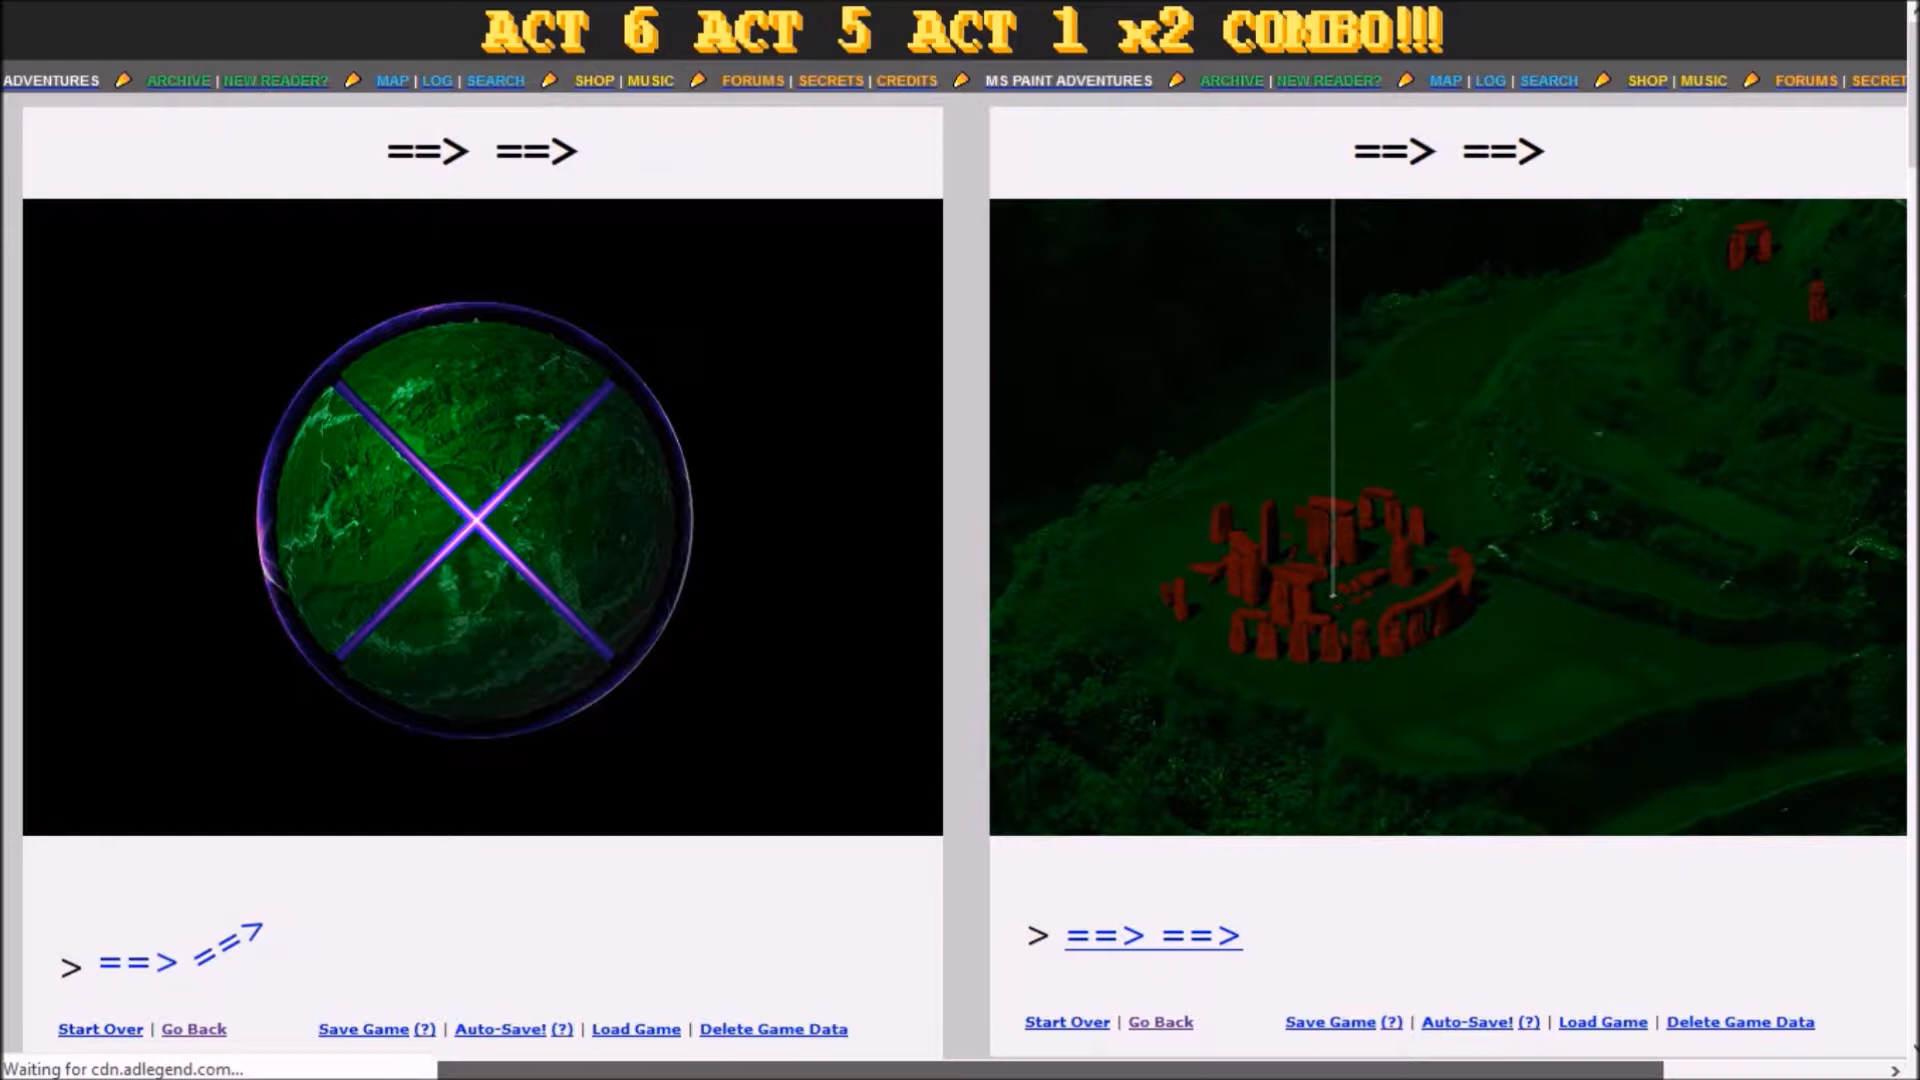 ACT 6 ACT 5 ACT 1 x2 COMBO!!!
ADVENTURES ARCHIVE | NEW READER? MAP | LOG | SEARCH SHOP | MUSIC FORUMS | SECRETS | CREDITS MS PAINT ADVENTURES ARCHIVE | NEW READER? MAP | LOG | SEARCH SHOP | MUSIC FORUMS | SECRET
==> ==>
==> ==>
> ==> ==>
> ==> ==>
Start Over | Go Back Save Game (?) | Auto-Save! (?) | Load Game | Delete Game Data
Start Over | Go Back Save Game (?) | Auto-Save! (?) | Load Game | Delete Game Data
Waiting for cdn.adlegend.com...